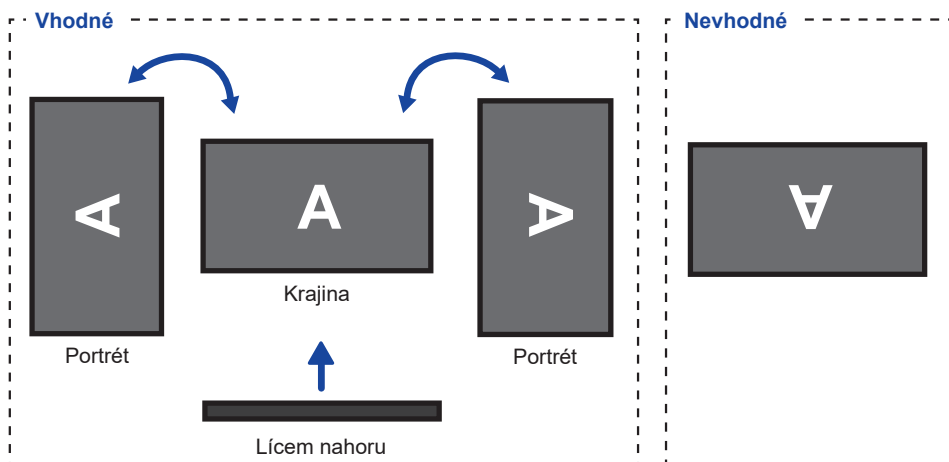 Vhodné
Nevhodné
A
A
A
A
Krajina
Portrét
Portrét
Lícem nahoru